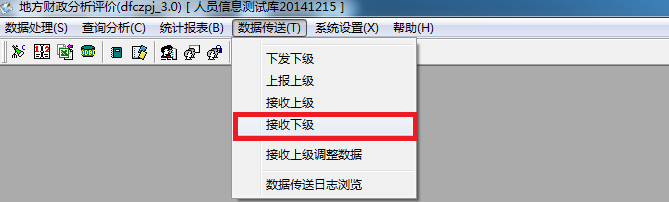 地方财政分析评价(dfczpj_3.0) [ 人员信息测试库20141215 ]
数据处理(S) 查询分析(C) 统计报表(B) 数据传送(T) 系统设置(X) 帮助(H)
下发下级
上报上级
接收上级
接收下级
接收上级调整数据
数据传送日志浏览